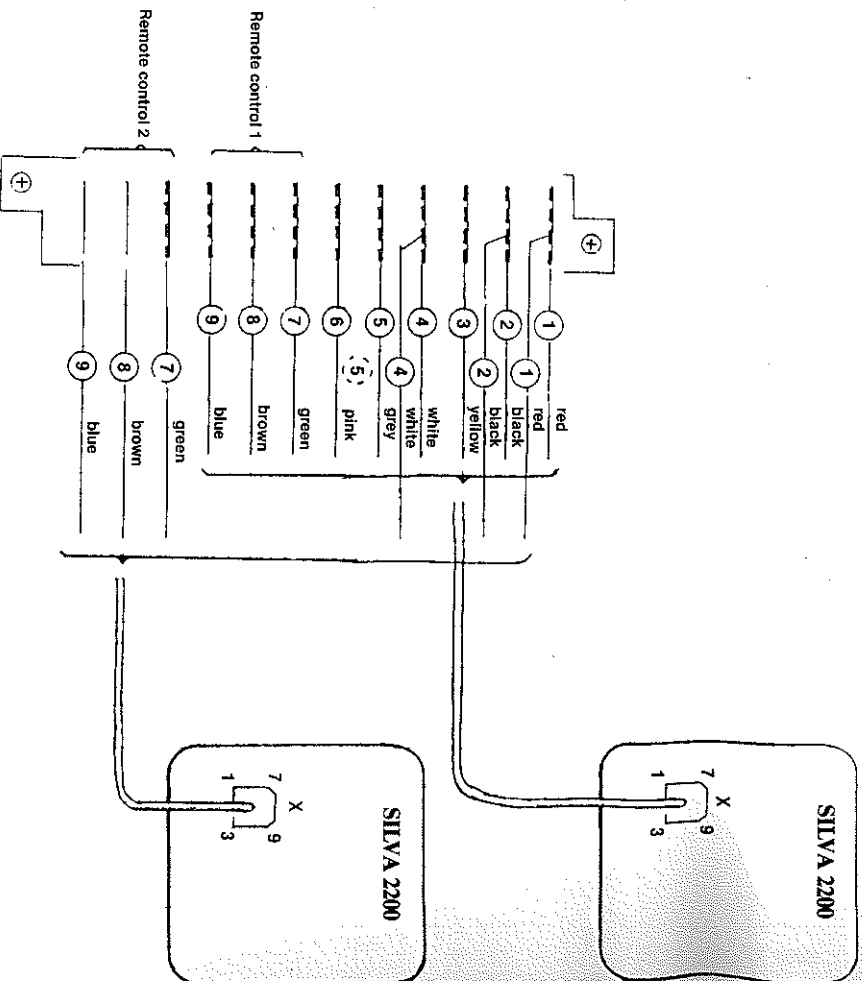 Remote control 2
Remote control 1
+
+
1
red
1
red
2
black
2
black
3
yellow
4
white
4
white
5
grey
6
5
pink
7
green
8
brown
9
blue
7
green
8
brown
9
blue
SILVA 2200
X
7
9
1
3
SILVA 2200
X
7
9
1
3